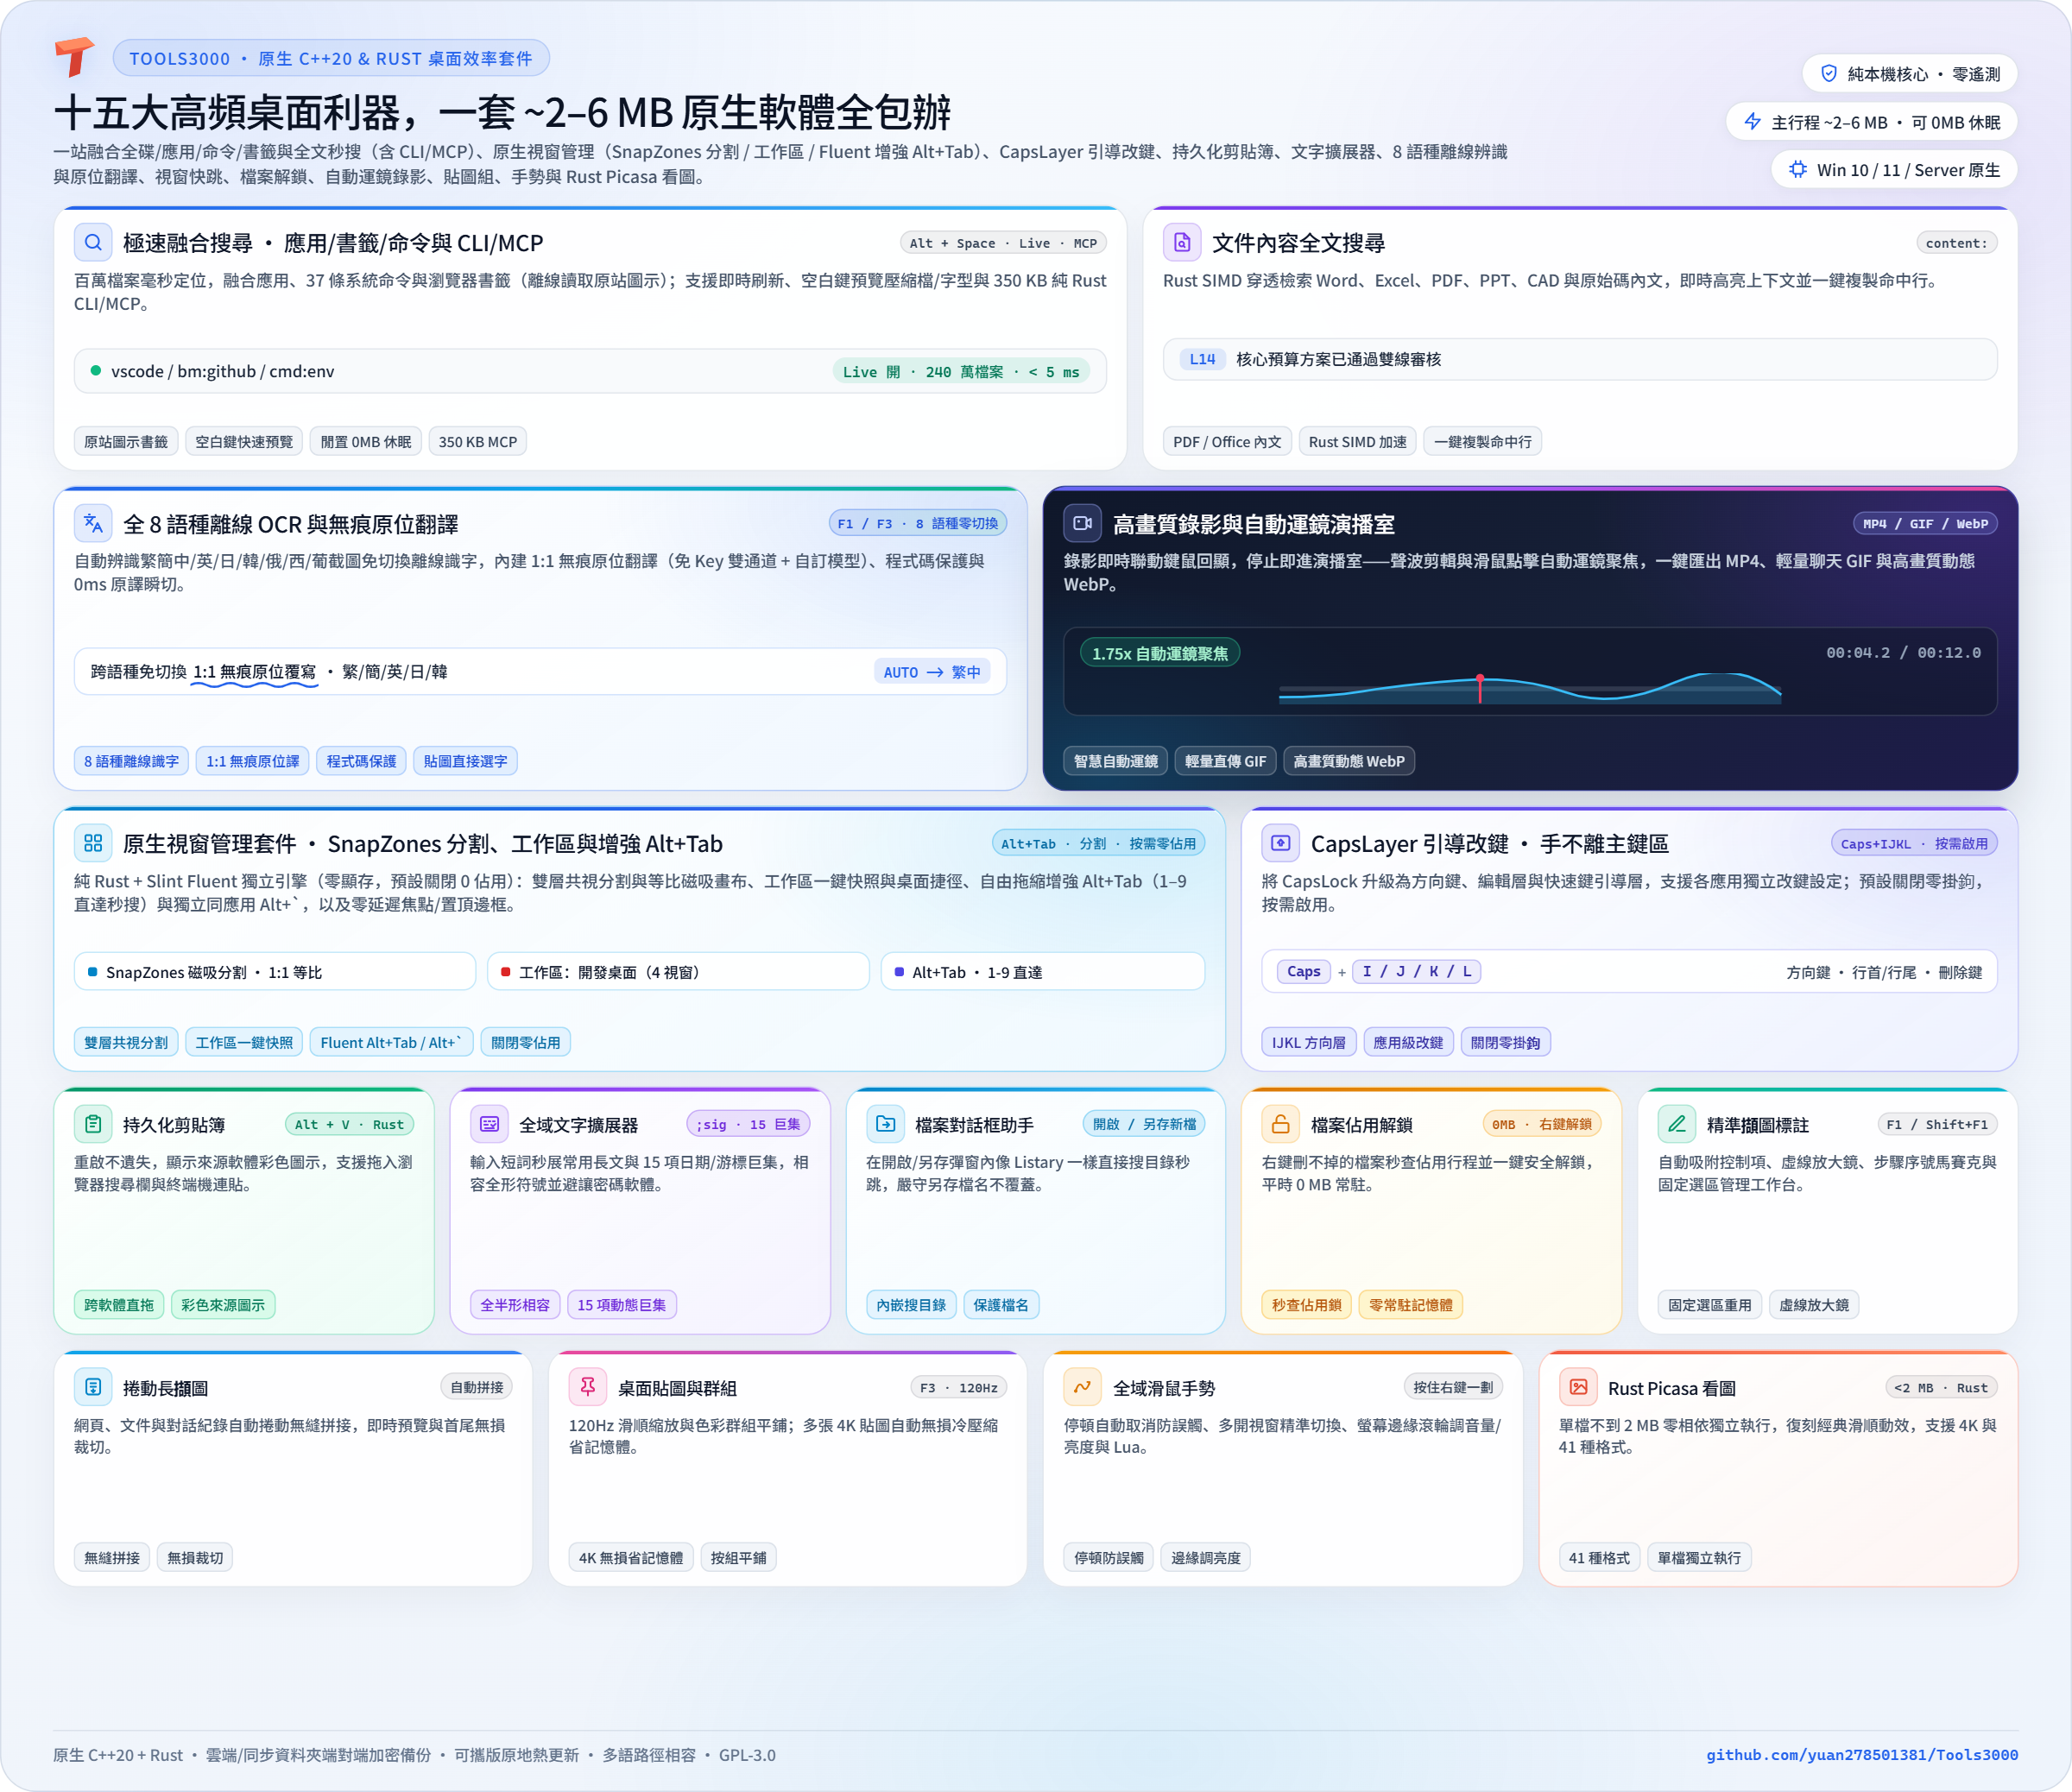 TOOLS3000 • 原生 C++20 & RUST 桌面效率套件
十五大高頻桌面利器，一套 ~2–6 MB 原生軟體全包辦
一站融合全碟/應用/命令/書籤與全文秒搜（含 CLI/MCP）、原生視窗管理（SnapZones 分割 / 工作區 / Fluent 增強 Alt+Tab）、CapsLayer 引導改鍵、持久化剪貼簿、文字擴展器、8 語種離線辨識
與原位翻譯、視窗快跳、檔案解鎖、自動運鏡錄影、貼圖組、手勢與 Rust Picasa 看圖。
純本機核心 • 零遙測
主行程 ~2–6 MB • 可 0MB 休眠
Win 10 / 11 / Server 原生
極速融合搜尋 • 應用/書籤/命令與 CLI/MCP
Alt + Space · Live · MCP
百萬檔案毫秒定位，融合應用、37 條系統命令與瀏覽器書籤（離線讀取原站圖示）；支援即時刷新、空白鍵預覽壓縮檔/字型與 350 KB 純 Rust
CLI/MCP。
vscode / bm:github / cmd:env
Live 開 · 240 萬檔案 · < 5 ms
原站圖示書籤
空白鍵快速預覽
閒置 0MB 休眠
350 KB MCP
文件內容全文搜尋
content:
Rust SIMD 穿透檢索 Word、Excel、PDF、PPT、CAD 與原始碼內文，即時高亮上下文並一鍵複製命中行。
L14 核心預算方案已通過雙線審核
PDF / Office 內文
Rust SIMD 加速
一鍵複製命中行
全 8 語種離線 OCR 與無痕原位翻譯
F1 / F3 · 8 語種零切換
自動辨識繁簡中/英/日/韓/俄/西/葡截圖免切換離線識字，內建 1:1 無痕原位翻譯（免 Key 雙通道 + 自訂模型）、程式碼保護與
0ms 原譯瞬切。
跨語種免切換 1:1 無痕原位覆寫 • 繁/簡/英/日/韓
AUTO → 繁中
8 語種離線識字
1:1 無痕原位譯
程式碼保護
貼圖直接選字
高畫質錄影與自動運鏡演播室
MP4 / GIF / WebP
錄影即時聯動鍵鼠回顯，停止即進演播室——聲波剪輯與滑鼠點擊自動運鏡聚焦，一鍵匯出 MP4、輕量聊天 GIF 與高畫質動態
WebP。
1.75x 自動運鏡聚焦
00:04.2 / 00:12.0
智慧自動運鏡
輕量直傳 GIF
高畫質動態 WebP
原生視窗管理套件 • SnapZones 分割、工作區與增強 Alt+Tab
Alt+Tab · 分割 · 按需零佔用
純 Rust + Slint Fluent 獨立引擎（零顯存，預設關閉 0 佔用）：雙層共視分割與等比磁吸畫布、工作區一鍵快照與桌面捷徑、自由拖縮增強 Alt+Tab（1–9
直達秒搜）與獨立同應用 Alt+`，以及零延遲焦點/置頂邊框。
SnapZones 磁吸分割 • 1:1 等比
工作區：開發桌面（4 視窗）
Alt+Tab • 1-9 直達
雙層共視分割
工作區一鍵快照
Fluent Alt+Tab / Alt+`
關閉零佔用
CapsLayer 引導改鍵 • 手不離主鍵區
Caps+IJKL · 按需啟用
將 CapsLock 升級為方向鍵、編輯層與快速鍵引導層，支援各應用獨立改鍵設定；預設關閉零掛鉤，
按需啟用。
Caps + I / J / K / L
方向鍵 • 行首/行尾 • 刪除鍵
IJKL 方向層
應用級改鍵
關閉零掛鉤
持久化剪貼簿
Alt + V · Rust
重啟不遺失，顯示來源軟體彩色圖示，支援拖入瀏
覽器搜尋欄與終端機連貼。
跨軟體直拖
彩色來源圖示
全域文字擴展器
;sig · 15 巨集
輸入短詞秒展常用長文與 15 項日期/游標巨集，相
容全形符號並避讓密碼軟體。
全半形相容
15 項動態巨集
檔案對話框助手
開啟 / 另存新檔
在開啟/另存彈窗內像 Listary 一樣直接搜目錄秒
跳，嚴守另存檔名不覆蓋。
內嵌搜目錄
保護檔名
檔案佔用解鎖
0MB · 右鍵解鎖
右鍵刪不掉的檔案秒查佔用行程並一鍵安全解鎖，
平時 0 MB 常駐。
秒查佔用鎖
零常駐記憶體
精準擷圖標註
F1 / Shift+F1
自動吸附控制項、虛線放大鏡、步驟序號馬賽克與
固定選區管理工作台。
固定選區重用
虛線放大鏡
捲動長擷圖
自動拼接
網頁、文件與對話紀錄自動捲動無縫拼接，即時預覽與首尾無損
裁切。
無縫拼接
無損裁切
桌面貼圖與群組
F3 · 120Hz
120Hz 滑順縮放與色彩群組平鋪；多張 4K 貼圖自動無損冷壓縮
省記憶體。
4K 無損省記憶體
按組平鋪
全域滑鼠手勢
按住右鍵一劃
停頓自動取消防誤觸、多開視窗精準切換、螢幕邊緣滾輪調音量/
亮度與 Lua。
停頓防誤觸
邊緣調亮度
Rust Picasa 看圖
<2 MB · Rust
單檔不到 2 MB 零相依獨立執行，復刻經典滑順動效，支援 4K 與
41 種格式。
41 種格式
單檔獨立執行
原生 C++20 + Rust • 雲端/同步資料夾端對端加密備份 • 可攜版原地熱更新 • 多語路徑相容 • GPL-3.0
github.com/yuan278501381/Tools3000